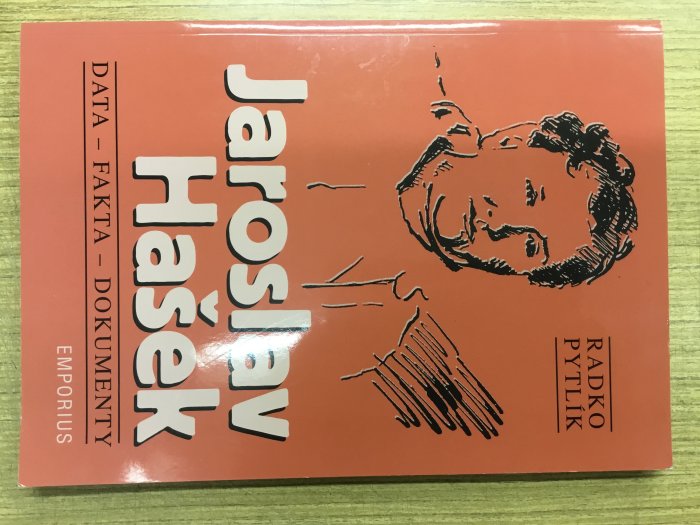 RADKO
PYTLÍK
Jaroslav
Hašek
DATA – FAKTA – DOKUMENTY
EMPORIUS